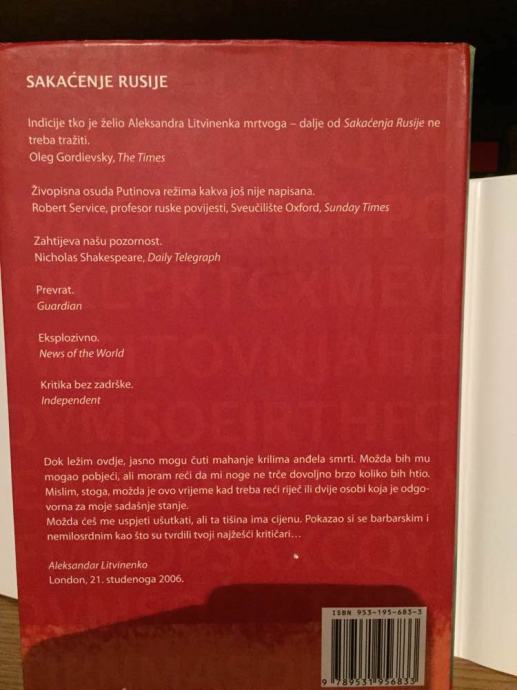 SAKAĆENJE RUSIJE
Indicije tko je želio Aleksandra Litvinenka mrtvoga – dalje od Sakaćenja Rusije ne
treba tražiti.
Oleg Gordievsky, The Times
Živopisna osuda Putinova režima kakva još nije napisana.
Robert Service, profesor ruske povijesti, Sveučilište Oxford, Sunday Times
Zahtijeva našu pozornost.
Nicholas Shakespeare, Daily Telegraph
Prevrat.
Guardian
Eksplozivno.
News of the World
Kritika bez zadrške.
Independent
Dok ležim ovdje, jasno mogu čuti mahanje krilima anđela smrti. Možda bih mu
mogao pobjeći, ali moram reći da mi noge ne trče dovoljno brzo koliko bih htio.
Mislim, stoga, možda je ovo vrijeme kad treba reći riječ ili dvije osobi koja je odgo-
vorna za moje sadašnje stanje.
Možda ćeš me uspjeti ušutkati, ali ta tišina ima cijenu. Pokazao si se barbarskim i
nemilosrdnim kao što su tvrdili tvoji najžešći kritičari…
Aleksandar Litvinenko
London, 21. studenoga 2006.
ISBN 953-195-683-3
9 789531 956833